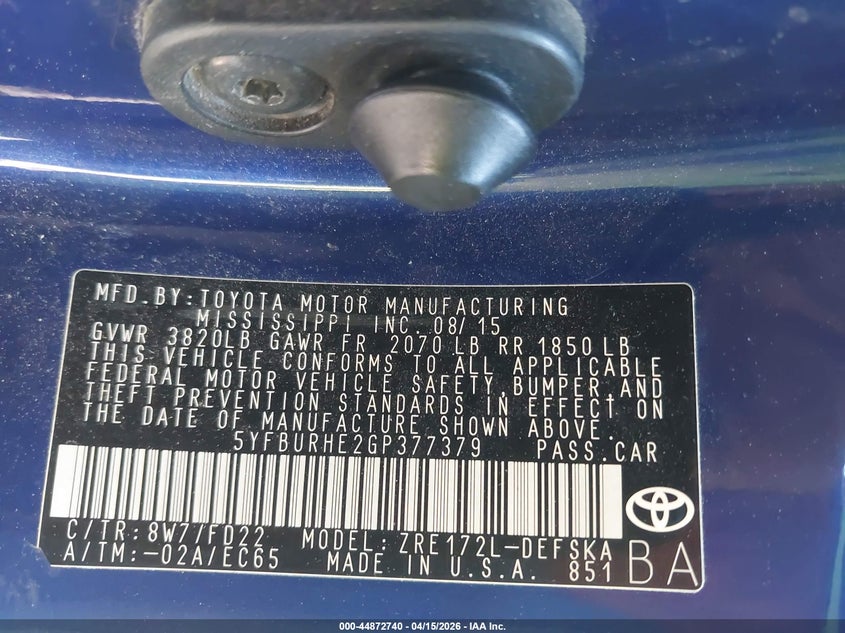 MFD.BY:TOYOTA MOTOR MANUFACTURING
MISSISSIPPI INC. 08/15
GVWR 3820LB GAWR FR 2070 LB RR 1850 LB
THIS VEHICLE CONFORMS TO ALL APPLICABLE
FEDERAL MOTOR VEHICLE SAFETY, BUMPER, AND
THEFT PREVENTION STANDARDS IN EFFECT ON
THE DATE OF MANUFACTURE SHOWN ABOVE.
5YFBURHE2GP377379 PASS.CAR
C/TR:8W77/FD22 MODEL: ZRE172L-DEFSKA
A/TM:-02A/EC65 MADE IN U.S.A. 851
BA
000-44872740 - 04/15/2026 - IAA Inc.